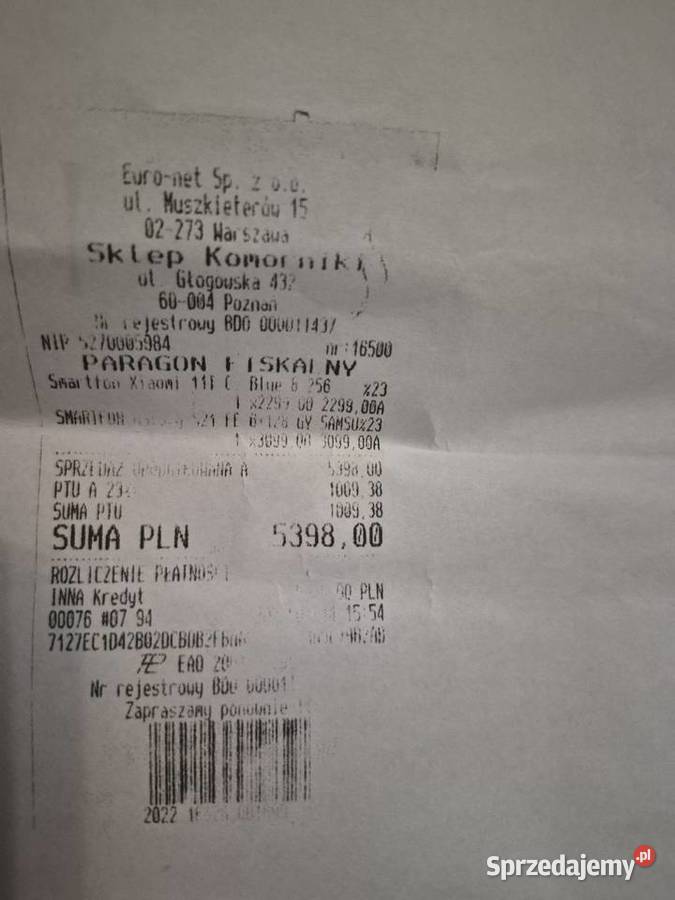 Euro-net Sp. z o.o.
ul. Muszkieterów 15
02-273 Warszawa
Sklep Komorniki
ul. Głogowska 432
60-004 Poznań
Nr rejestrowy BDO 000011437
NIP 5270005984 nr:16500
PARAGON FISKALNY
Smartfon Xiaomi 11T Blue 8 256 %23
1 x2299,00 2299,00A
SMARTFON S21 FE 6+128 GY SAMSU%23
1 x3099,00 3099,00A
SPRZEDAŻ OPODATKOWANA A 5398,00
PTU A 23% 1009,38
SUMA PTU 1009,38
SUMA PLN 5398,00
ROZLICZENIE PŁATNOŚCI
INNA Kredyt PLN
00076 #07 94 15:54
EAO
Nr rejestrowy BDO
Zapraszamy ponownie
2022
Sprzedajemy.pl